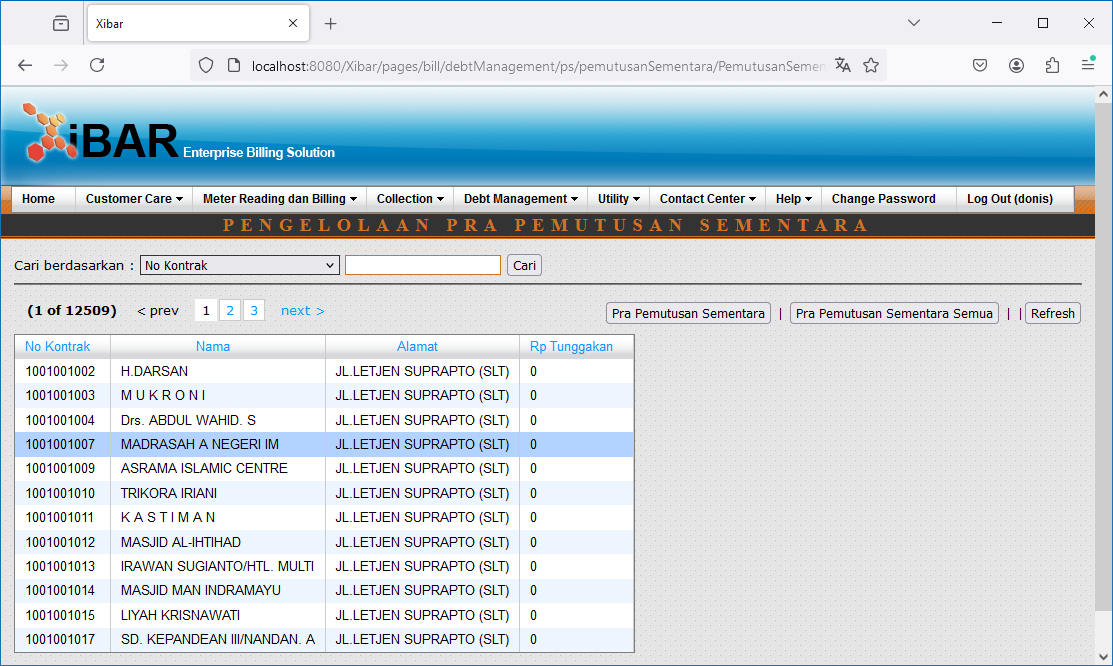 Xibar
localhost:8080/Xibar/pages/bill/debtManagement/ps/pemutusanSementara/PemutusanSemen
iBAR Enterprise Billing Solution
Home Customer Care Meter Reading dan Billing Collection Debt Management Utility Contact Center Help Change Password Log Out (donis)
PENGELOLAAN PRA PEMUTUSAN SEMENTARA
Cari berdasarkan : No Kontrak Cari
(1 of 12509) < prev 1 2 3 next > Pra Pemutusan Sementara | Pra Pemutusan Sementara Semua | | Refresh
No Kontrak Nama Alamat Rp Tunggakan
1001001002 H.DARSAN JL.LETJEN SUPRAPTO (SLT) 0
1001001003 M U K R O N I JL.LETJEN SUPRAPTO (SLT) 0
1001001004 Drs. ABDUL WAHID. S JL.LETJEN SUPRAPTO (SLT) 0
1001001007 MADRASAH A NEGERI IM JL.LETJEN SUPRAPTO (SLT) 0
1001001009 ASRAMA ISLAMIC CENTRE JL.LETJEN SUPRAPTO (SLT) 0
1001001010 TRIKORA IRIANI JL.LETJEN SUPRAPTO (SLT) 0
1001001011 K A S T I M A N JL.LETJEN SUPRAPTO (SLT) 0
1001001012 MASJID AL-IHTIHAD JL.LETJEN SUPRAPTO (SLT) 0
1001001013 IRAWAN SUGIANTO/HTL. MULTI JL.LETJEN SUPRAPTO (SLT) 0
1001001014 MASJID MAN INDRAMAYU JL.LETJEN SUPRAPTO (SLT) 0
1001001015 LIYAH KRISNAWATI JL.LETJEN SUPRAPTO (SLT) 0
1001001017 SD. KEPANDEAN III/NANDAN. A JL.LETJEN SUPRAPTO (SLT) 0